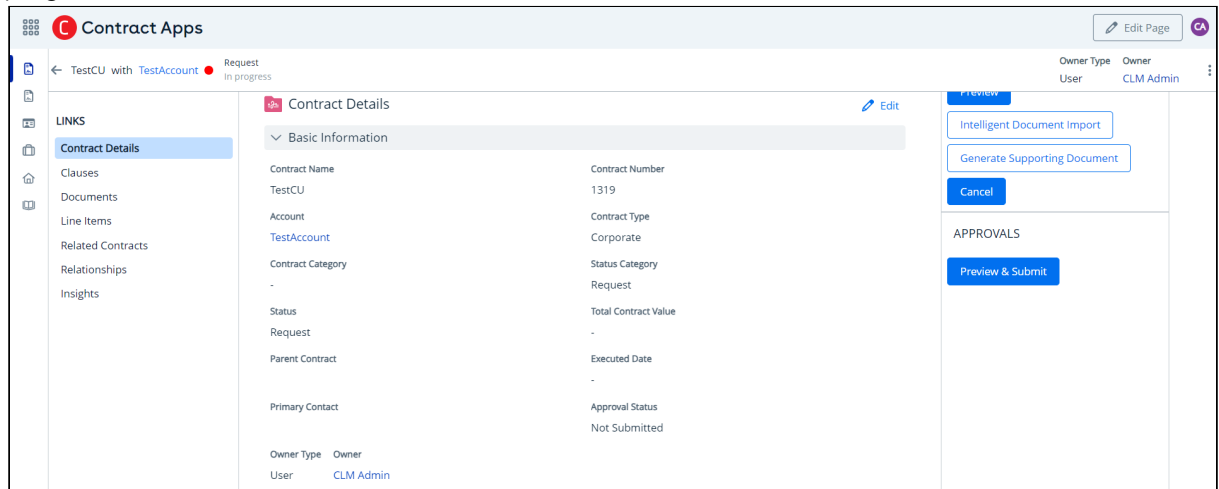 Contract Apps
Edit Page
CA
TestCU with TestAccount
Request
In progress
Owner Type Owner
User CLM Admin
LINKS
Contract Details
Clauses
Documents
Line Items
Related Contracts
Relationships
Insights
Contract Details
Edit
Basic Information
Contract Name Contract Number
TestCU 1319
Account Contract Type
TestAccount Corporate
Contract Category Status Category
- Request
Status Total Contract Value
Request -
Parent Contract Executed Date
-
Primary Contact Approval Status
Not Submitted
Owner Type Owner
User CLM Admin
Preview
Intelligent Document Import
Generate Supporting Document
Cancel
APPROVALS
Preview & Submit